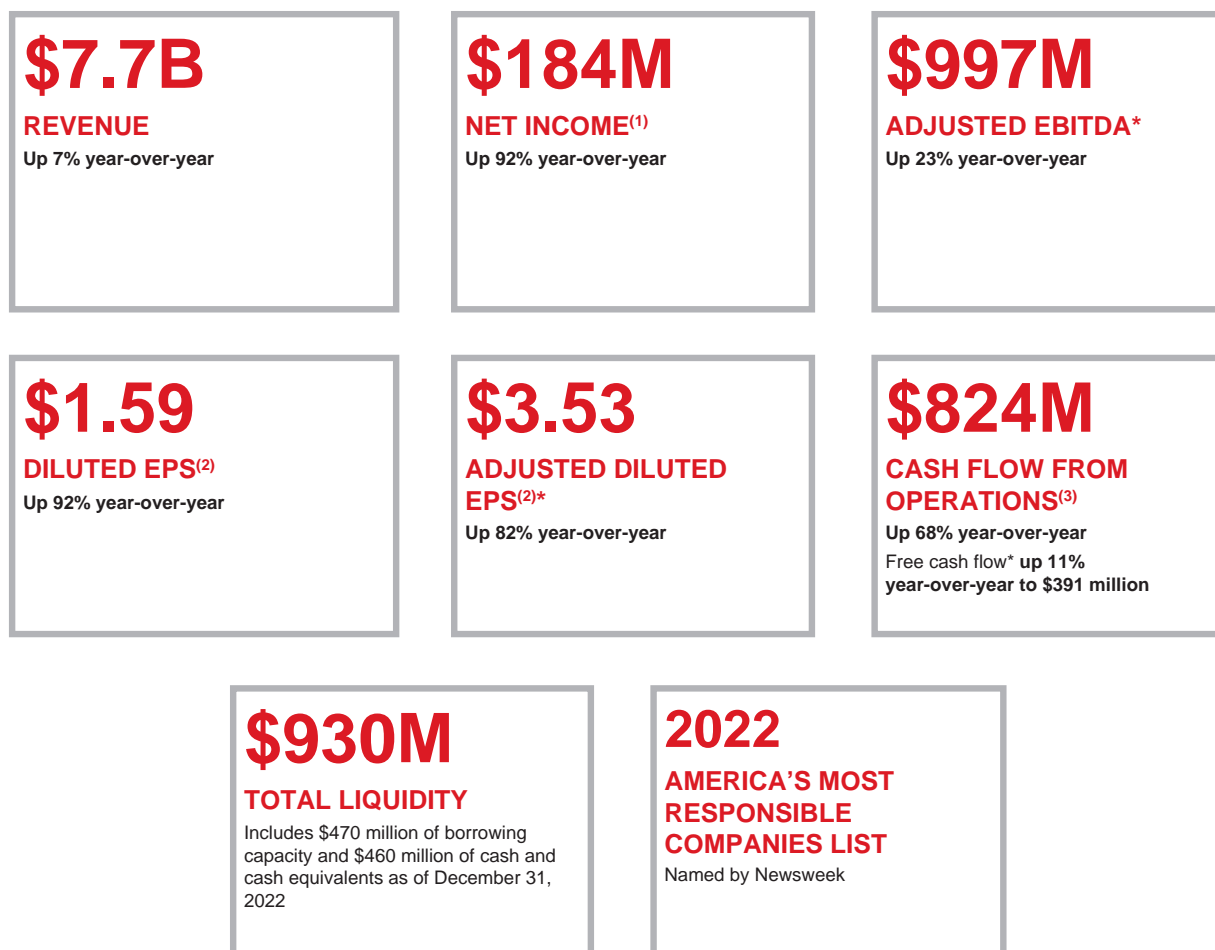 $7.7B
REVENUE
Up 7% year-over-year
$184M
NET INCOME(1)
Up 92% year-over-year
$997M
ADJUSTED EBITDA*
Up 23% year-over-year
$1.59
DILUTED EPS(2)
Up 92% year-over-year
$3.53
ADJUSTED DILUTED
EPS(2)*
Up 82% year-over-year
$824M
CASH FLOW FROM
OPERATIONS(3)
Up 68% year-over-year
Free cash flow* up 11%
year-over-year to $391 million
$930M
TOTAL LIQUIDITY
Includes $470 million of borrowing
capacity and $460 million of cash and
cash equivalents as of December 31,
2022
2022
AMERICA'S MOST
RESPONSIBLE
COMPANIES LIST
Named by Newsweek